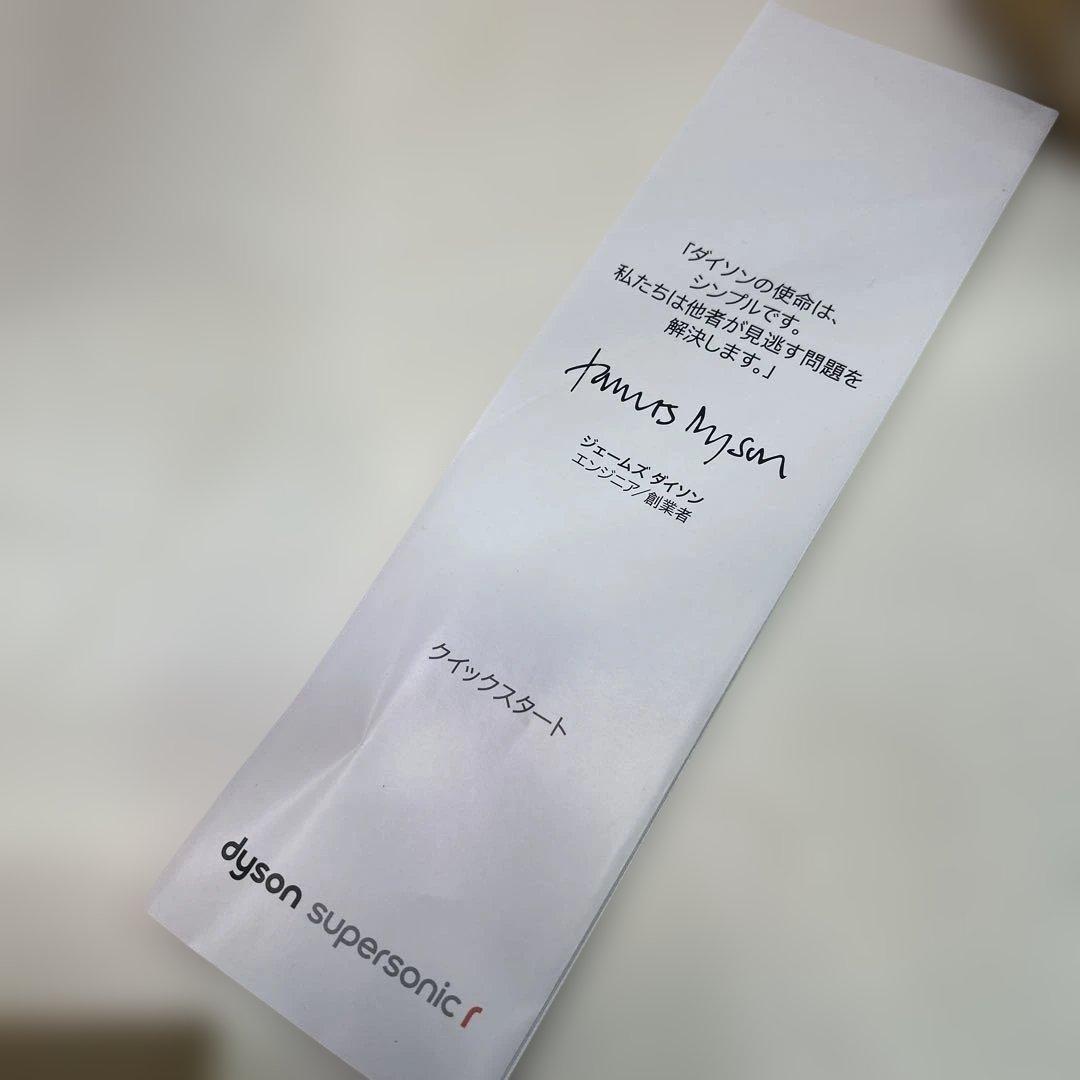 「ダイソンの使命は、
シンプルです。
私たちは他者が見逃す問題を
解決します。」
James Dyson
ジェームズ ダイソン
エンジニア/創業者
クイックスタート
dyson supersonic r